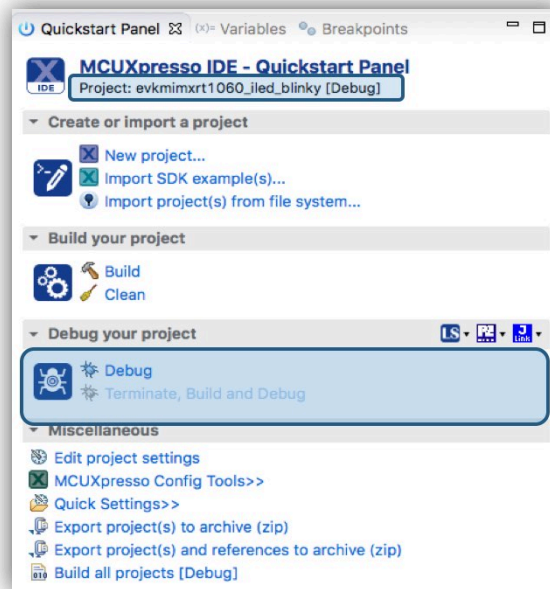 Quickstart Panel (x)= Variables Breakpoints
IDE
MCUXpresso IDE - Quickstart Panel
Project: evkmimxrt1060_iled_blinky [Debug]
Create or import a project
New project...
Import SDK example(s)...
Import project(s) from file system...
Build your project
Build
Clean
Debug your project LS PE J Link
Debug
Terminate, Build and Debug
Miscellaneous
Edit project settings
MCUXpresso Config Tools>>
Quick Settings>>
Export project(s) to archive (zip)
Export project(s) and references to archive (zip)
010 Build all projects [Debug]